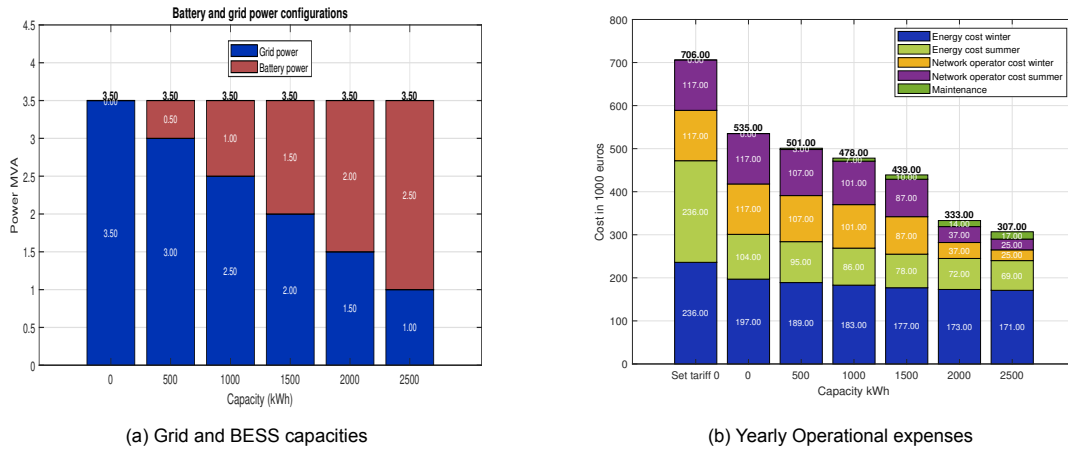 Battery and grid power configurations
4.5
4
3.5
3
2.5
2
1.5
1
0.5
0
Power MVA
Grid power
Battery power
3.50 3.50 3.50 3.50 3.50 3.50
0.00 0.50 1.00 1.50 2.00 2.50
3.50 3.00 2.50 2.00 1.50 1.00
0 500 1000 1500 2000 2500
Capacity (kWh)
(a) Grid and BESS capacities
800
700
600
500
400
300
200
100
0
Cost in 1000 euros
Energy cost winter
Energy cost summer
Network operator cost winter
Network operator cost summer
Maintenance
706.00 535.00 501.00 478.00 439.00 333.00 307.00
0.00 0.00 3.00 7.00 10.00 14.00 17.00
117.00 117.00 107.00 101.00 87.00 37.00 25.00
117.00 117.00 107.00 101.00 87.00 37.00 25.00
236.00 104.00 95.00 86.00 78.00 72.00 69.00
236.00 197.00 189.00 183.00 177.00 173.00 171.00
Set tariff 0 0 500 1000 1500 2000 2500
Capacity kWh
(b) Yearly Operational expenses